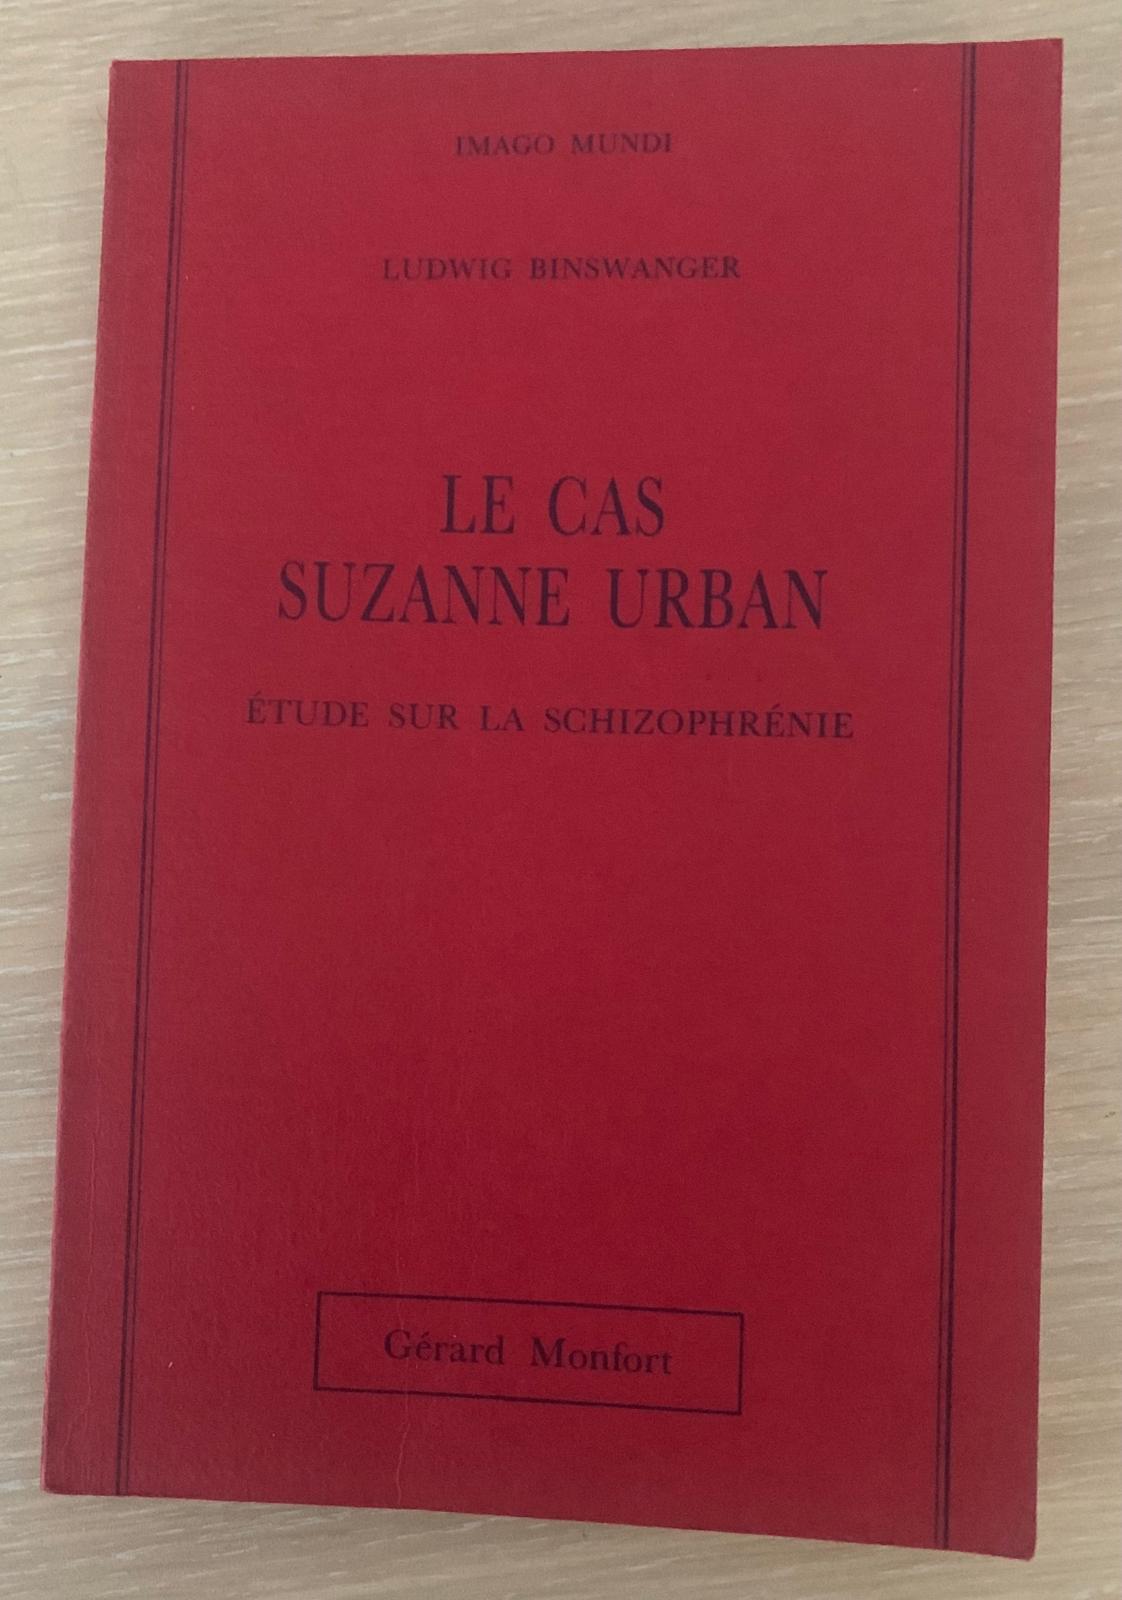 IMAGO MUNDI
LUDWIG BINSWANGER
LE CAS
SUZANNE URBAN
ÉTUDE SUR LA SCHIZOPHRÉNIE
Gérard Monfort